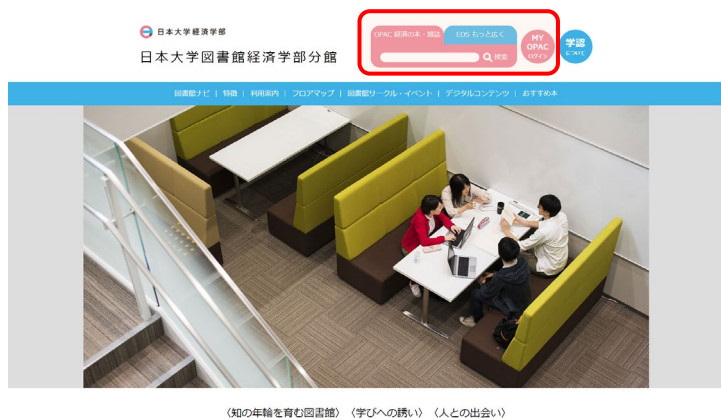 日本大学経済学部
日本大学図書館経済学部分館
OPAC 経済の本・雑誌
EDS もっと広く
検索
MY
OPAC
ログイン
学認
について
図書館ナビ | 特徴 | 利用案内 | フロアマップ | 図書館サークル・イベント | デジタルコンテンツ | おすすめ本
〈知の年輪を育む図書館〉〈学びへの誘い〉〈人との出会い〉